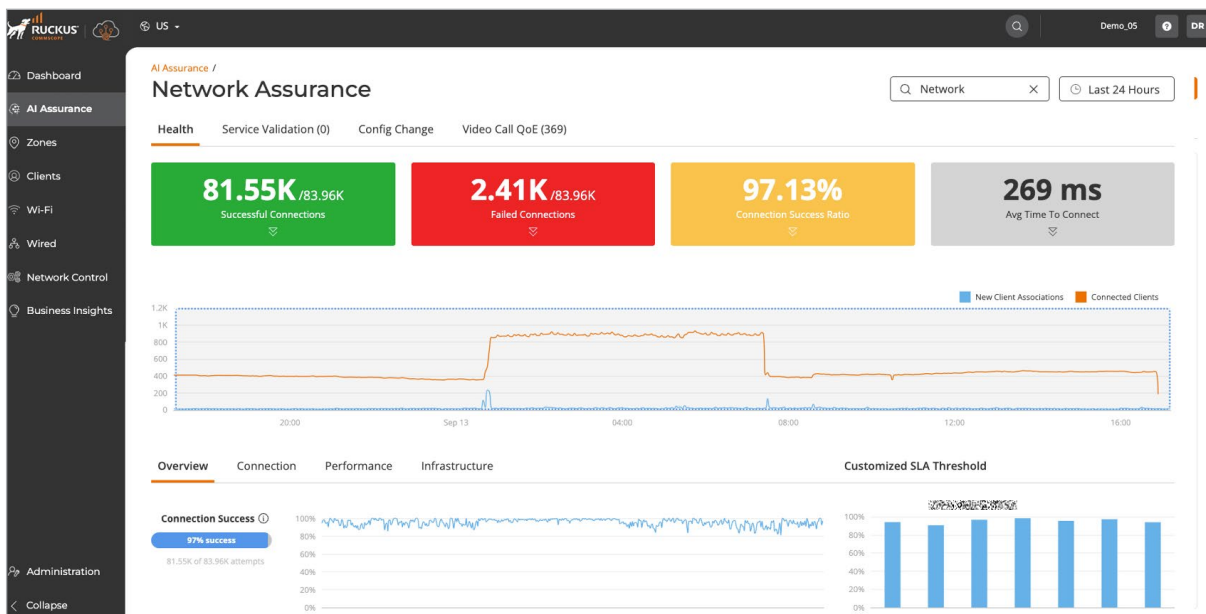 RUCKUS
COMMSCOPE
US
Demo_05
?
DR
Dashboard
AI Assurance
Zones
Clients
Wi-Fi
Wired
Network Control
Business Insights
Administration
Collapse
AI Assurance /
Network Assurance
Network
Last 24 Hours
Health Service Validation (0) Config Change Video Call QoE (369)
81.55K /83.96K
Successful Connections
2.41K /83.96K
Failed Connections
97.13%
Connection Success Ratio
269 ms
Avg Time To Connect
New Client Associations Connected Clients
1.2K
1K
800
600
400
200
0
20:00 Sep 13 04:00 08:00 12:00 16:00
Overview Connection Performance Infrastructure
Customized SLA Threshold
Connection Success
97% success
81.55K of 83.96K attempts
100%
80%
60%
40%
20%
0%
100%
80%
60%
40%
20%
0%